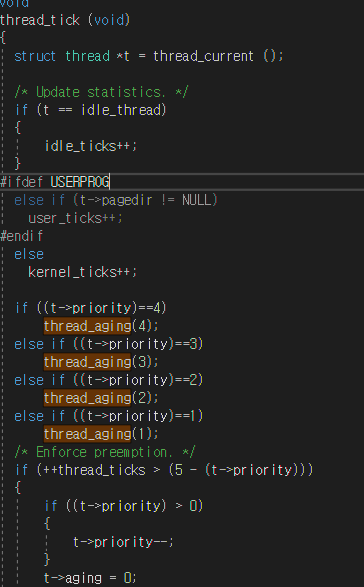 void
thread_tick (void)
{
  struct thread *t = thread_current ();

  /* Update statistics. */
  if (t == idle_thread)
  {
      idle_ticks++;
  }
#ifdef USERPROG
  else if (t->pagedir != NULL)
    user_ticks++;
#endif
  else
    kernel_ticks++;

  if ((t->priority)==4)
      thread_aging(4);
  else if ((t->priority)==3)
      thread_aging(3);
  else if ((t->priority)==2)
      thread_aging(2);
  else if ((t->priority)==1)
      thread_aging(1);
  /* Enforce preemption. */
  if (++thread_ticks > (5 - (t->priority)))
  {
      if ((t->priority) > 0)
      {
          t->priority--;
      }
      t->aging = 0;